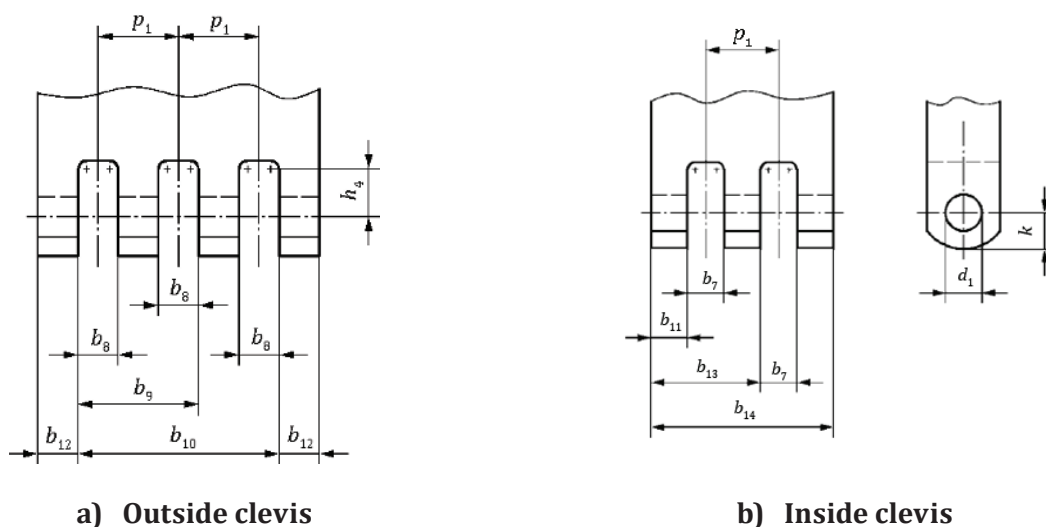 p₁ p₁
h₄
b₈
b₈ b₈
b₉
b₁₂ b₁₀ b₁₂
a) Outside clevis
p₁
k
b₇
d₁
b₁₁
b₁₃ b₇
b₁₄
b) Inside clevis